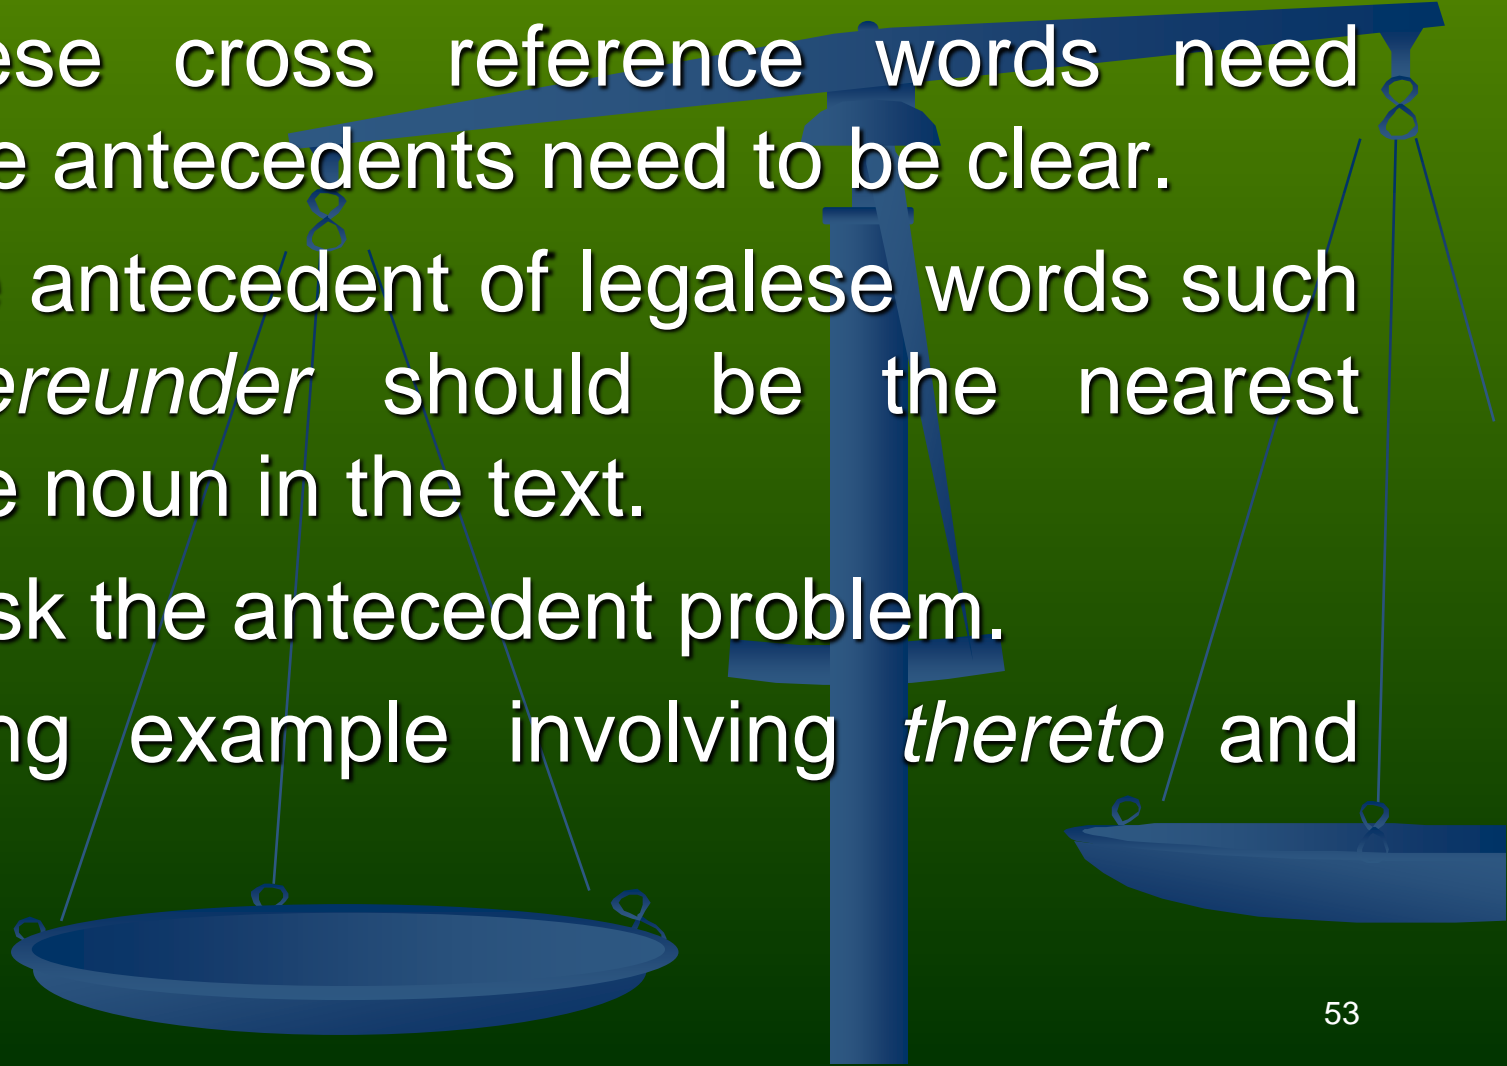 ese cross reference words need
e antecedents need to be clear.
e antecedent of legalese words such
ereunder should be the nearest
e noun in the text.
sk the antecedent problem.
ng example involving thereto and
53